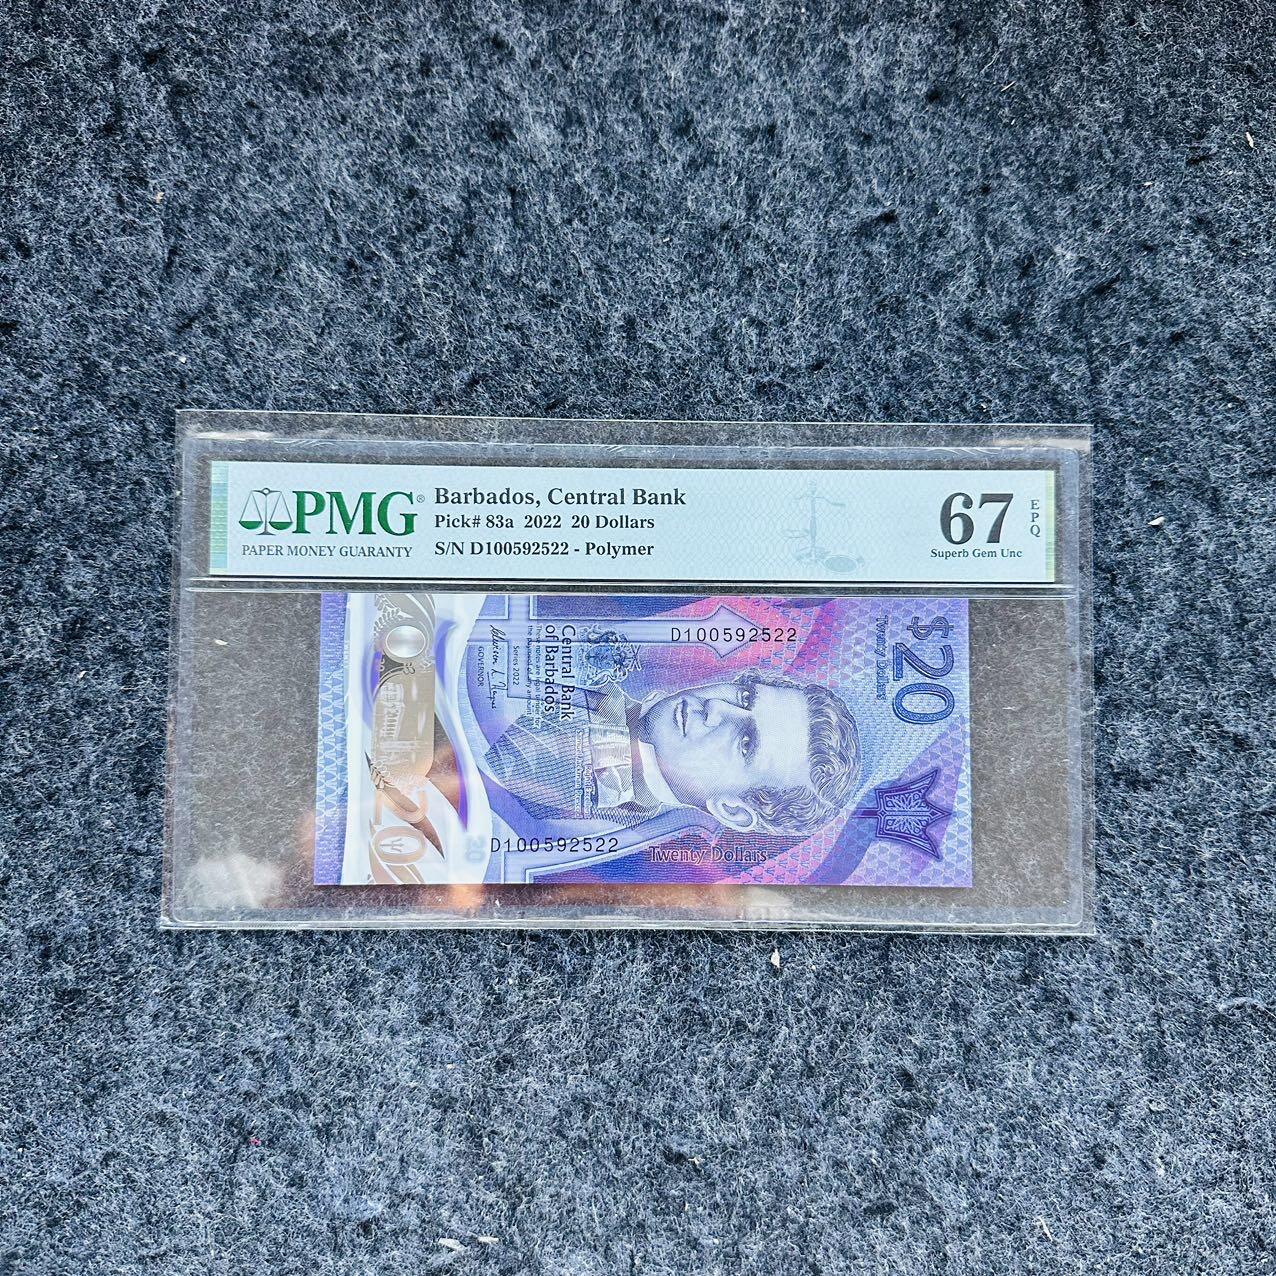 PMG®
PAPER MONEY GUARANTY
Barbados, Central Bank
Pick# 83a 2022 20 Dollars
S/N D100592522 - Polymer
67
EPQ
Superb Gem Unc
D100592522
$20
Twenty Dollars
Central Bank
of Barbados
Series 2022
GOVERNOR
D100592522
Twenty Dollars
20